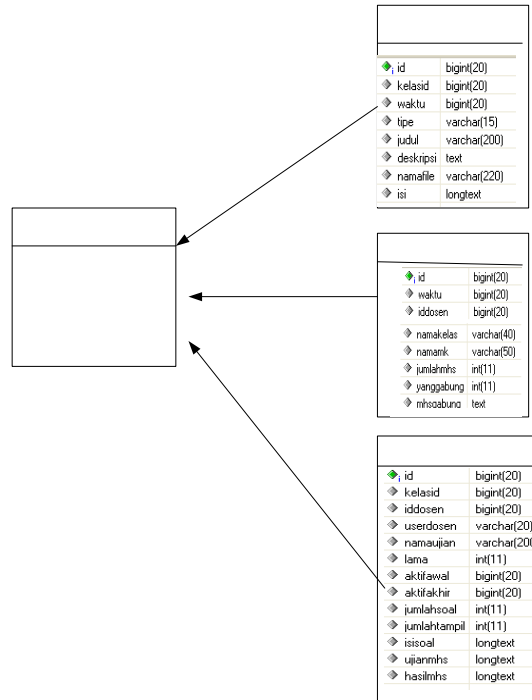 id bigint(20)
kelasid bigint(20)
waktu bigint(20)
tipe varchar(15)
judul varchar(200)
deskripsi text
namafile varchar(220)
isi longtext
id bigint(20)
waktu bigint(20)
iddosen bigint(20)
namakelas varchar(40)
namamk varchar(50)
jumlahmhs int(11)
yanggabung int(11)
mhsgabung text
id bigint(20)
kelasid bigint(20)
iddosen bigint(20)
userdosen varchar(20)
namaujian varchar(200
lama int(11)
aktifawal bigint(20)
aktifakhir bigint(20)
jumlahsoal int(11)
jumlahtampil int(11)
isisoal longtext
ujianmhs longtext
hasilmhs longtext